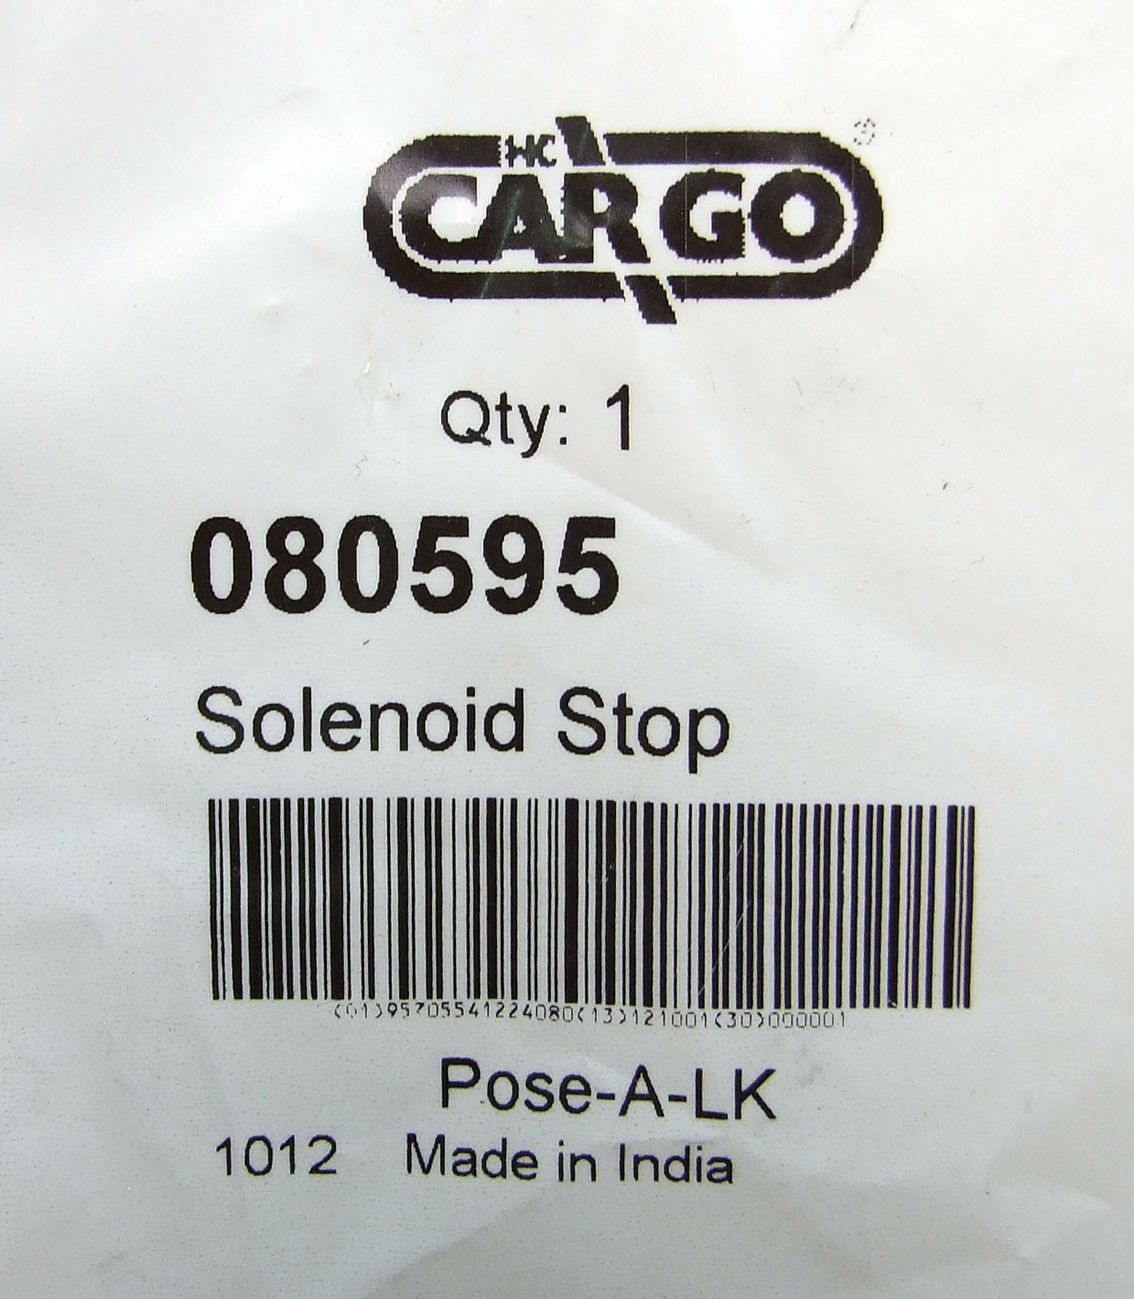 HC
CARGO®
Qty: 1
080595
Solenoid Stop
(01)95705541224080(13)121001(30)000001
Pose-A-LK
1012 Made in India